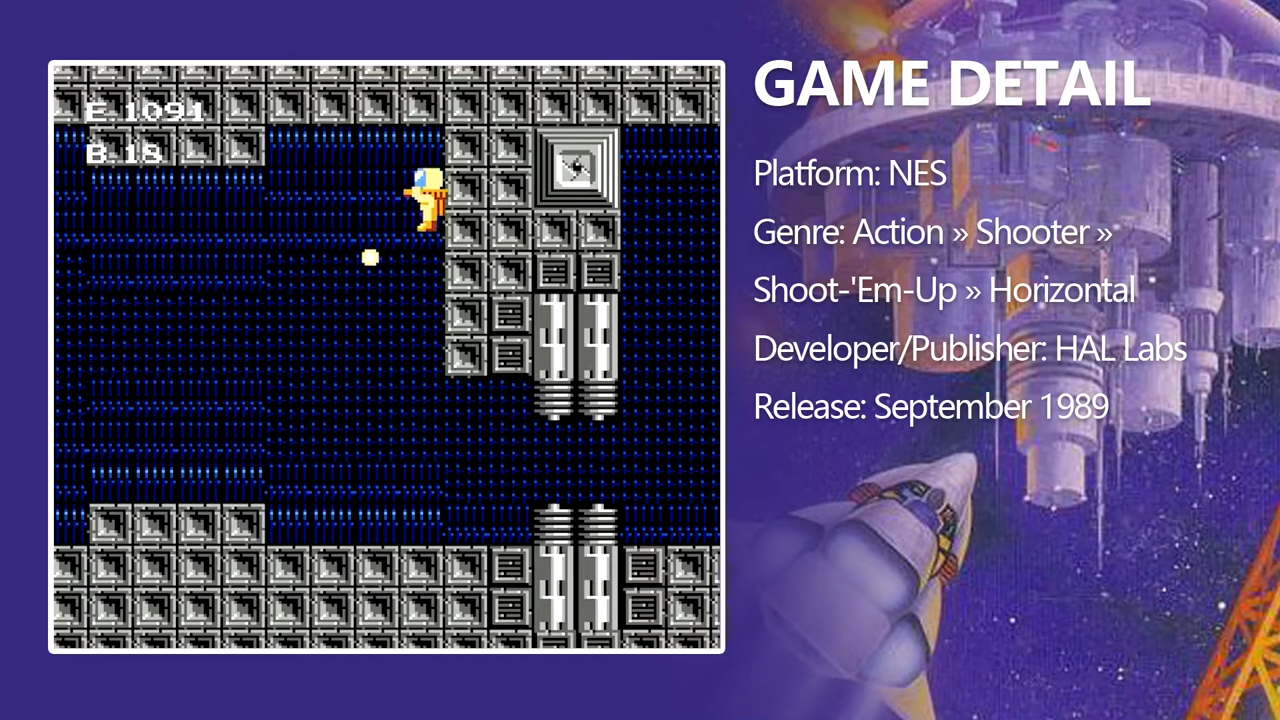 E 1091
B 18
GAME DETAIL
Platform: NES
Genre: Action » Shooter »
Shoot-'Em-Up » Horizontal
Developer/Publisher: HAL Labs
Release: September 1989